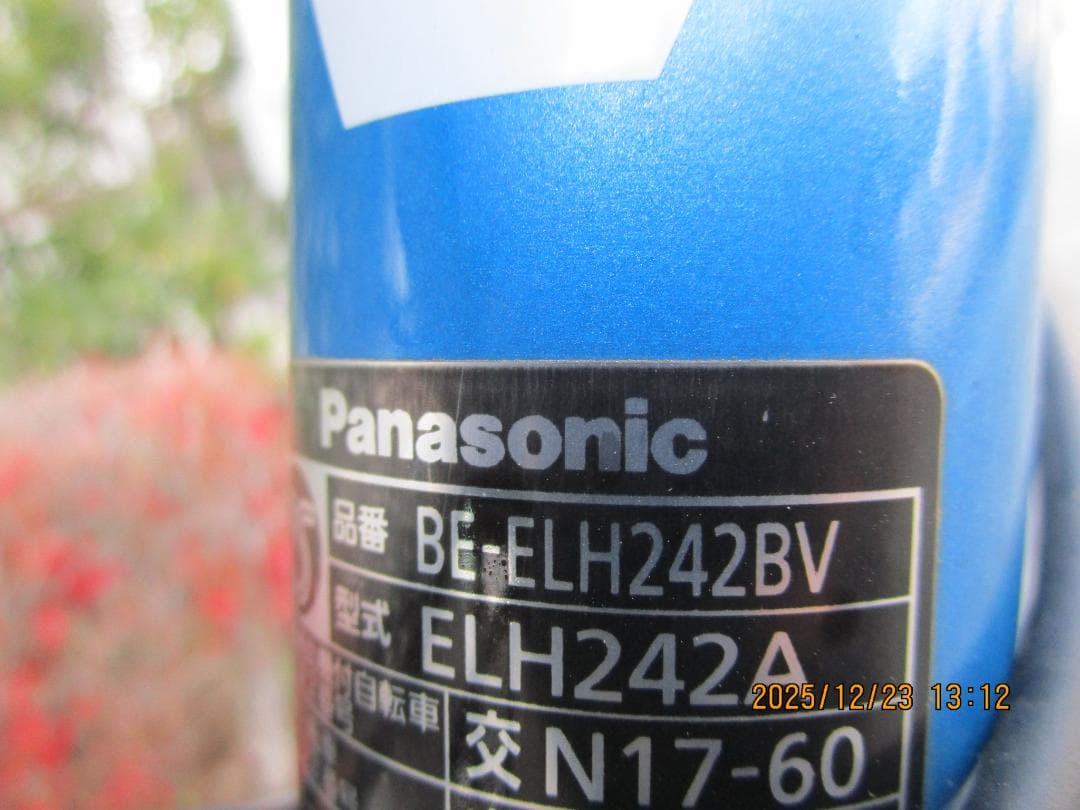 Panasonic
品番 BE-ELH242BV
型式 ELH242A
付自転車 交N17-60
2025/12/23 13:12